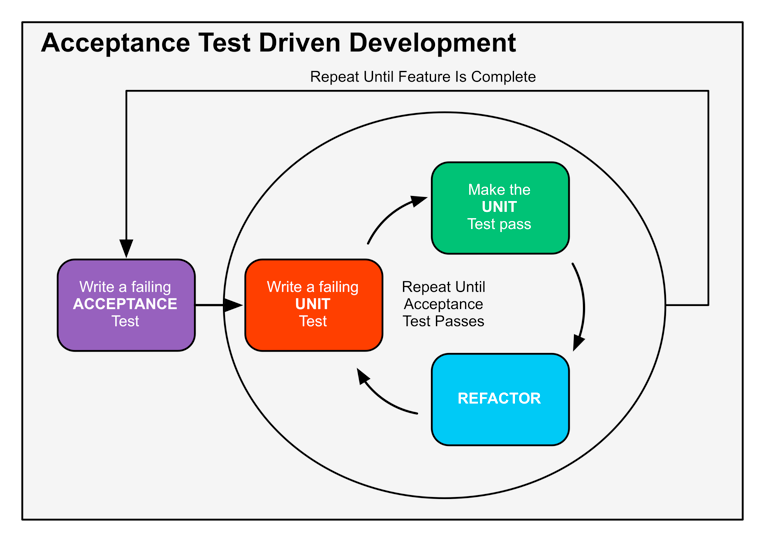 Acceptance Test Driven Development
Repeat Until Feature Is Complete
Make the
UNIT
Test pass
Write a failing
ACCEPTANCE
Test
Write a failing
UNIT
Test
Repeat Until
Acceptance
Test Passes
REFACTOR